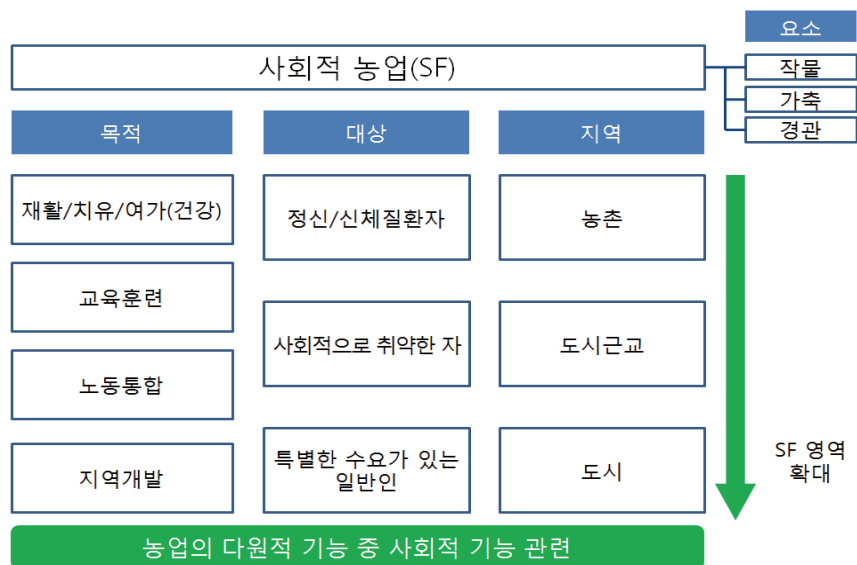 요소
사회적 농업(SF)
작물
가축
경관
목적
대상
지역
재활/치유/여가(건강)
정신/신체질환자
농촌
교육훈련
사회적으로 취약한 자
도시근교
노동통합
지역개발
특별한 수요가 있는
일반인
도시
SF 영역
확대
농업의 다원적 기능 중 사회적 기능 관련